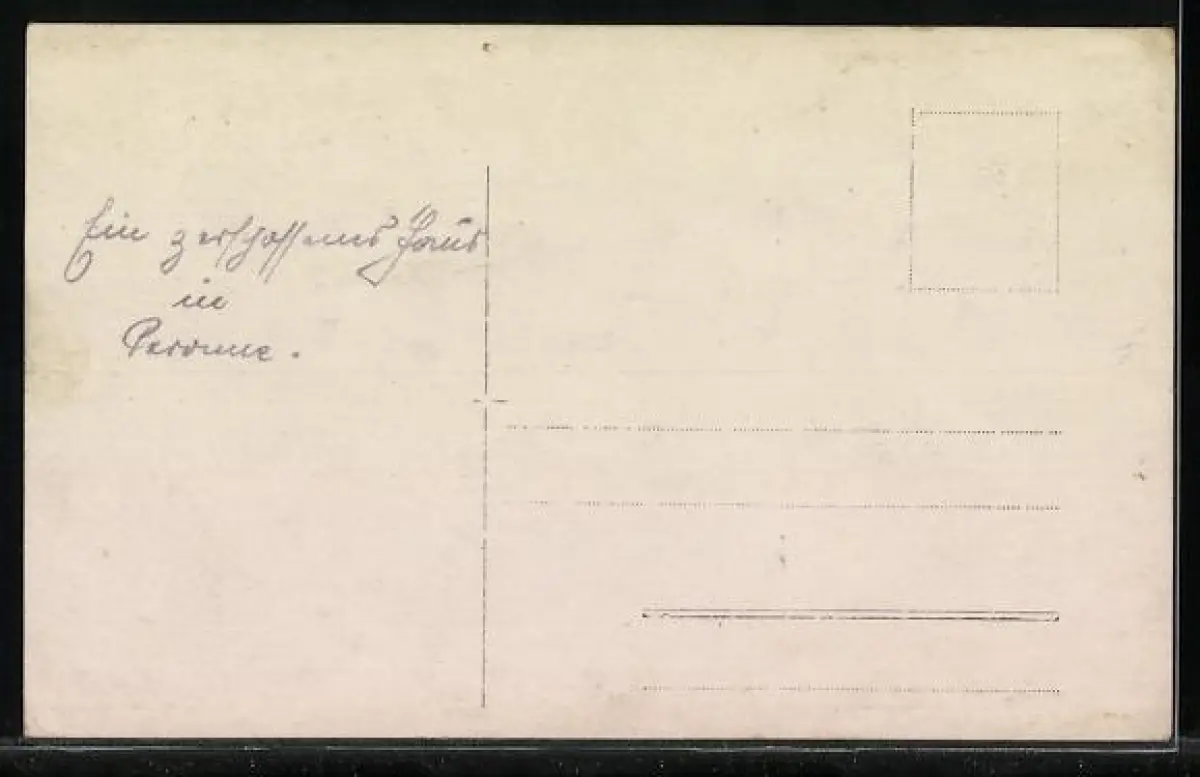 Ein zerschossenes Haus
in
Peronne.